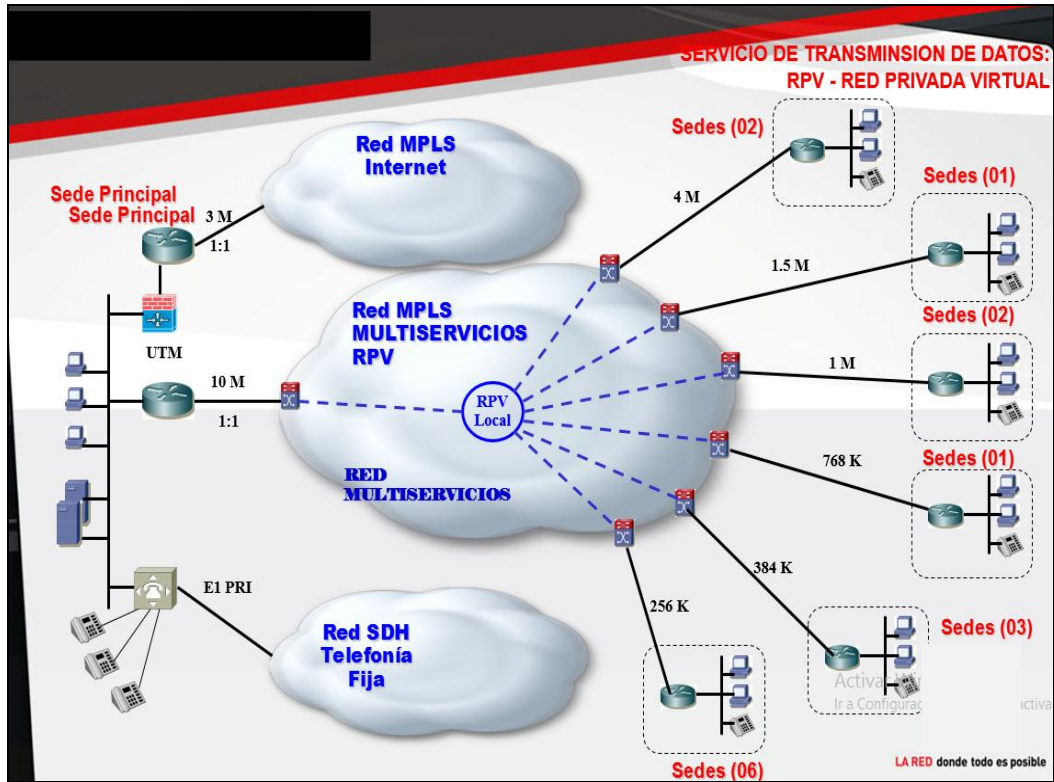 SERVICIO DE TRANSMINSION DE DATOS:
RPV - RED PRIVADA VIRTUAL
Sedes (02)
Red MPLS
Internet
Sede Principal
Sede Principal
3 M
1:1
4 M
Sedes (01)
1.5 M
Red MPLS
MULTISERVICIOS
RPV
UTM
Sedes (02)
10 M
1:1
1 M
RPV
Local
Sedes (01)
768 K
RED
MULTISERVICIOS
384 K
E1 PRI
256 K
Sedes (03)
Red SDH
Telefonía
Fija
Activar
Ir a Configurac
activa
Sedes (06)
LA RED donde todo es posible